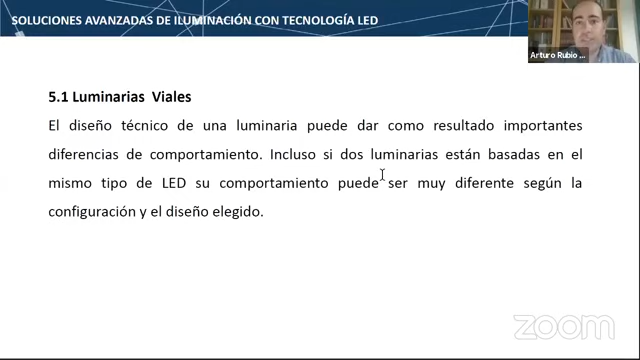 SOLUCIONES AVANZADAS DE ILUMINACIÓN CON TECNOLOGÍA LED
Arturo Rubio ...
5.1 Luminarias Viales
El diseño técnico de una luminaria puede dar como resultado importantes
diferencias de comportamiento. Incluso si dos luminarias están basadas en el
mismo tipo de LED su comportamiento puede ser muy diferente según la
configuración y el diseño elegido.
zoom